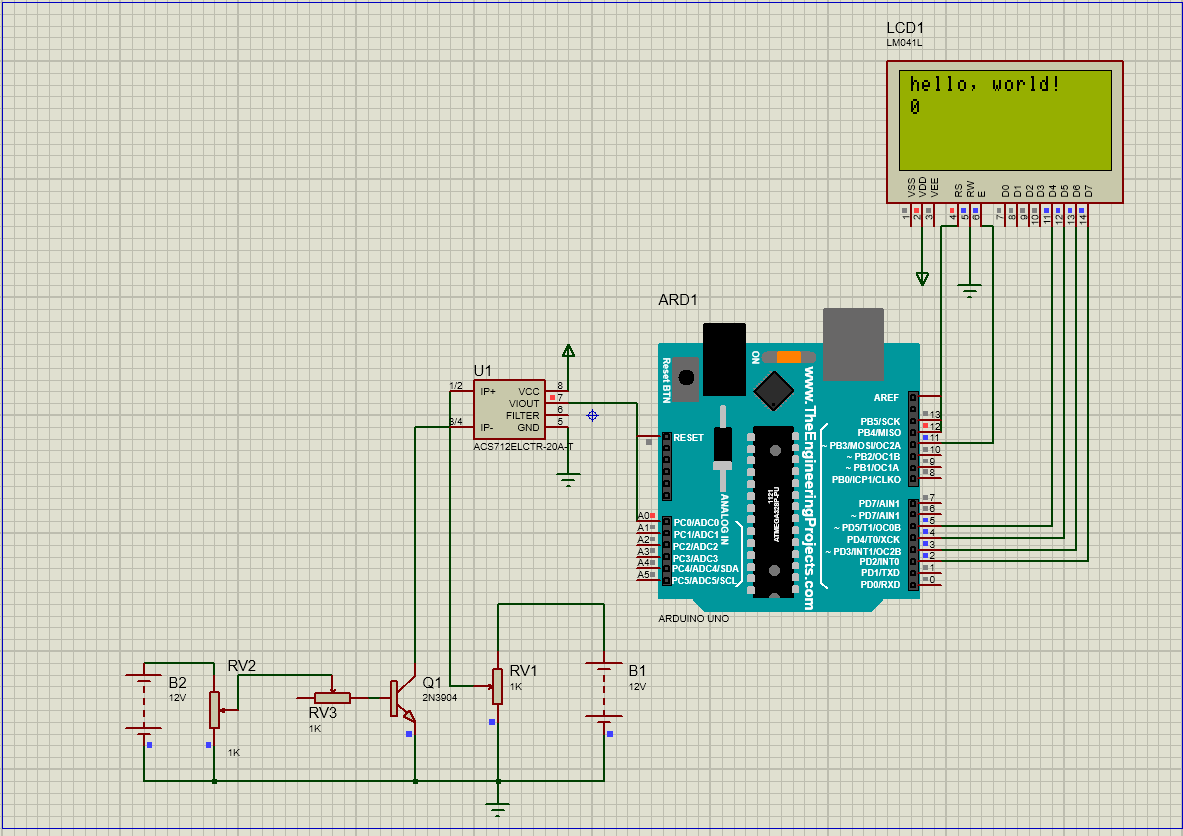 LCD1
LM041L
hello, world!
0
VSS
VDD
VEE
RS
RW
E
D0
D1
D2
D3
D4
D5
D6
D7
1
2
3
4
5
6
7
8
9
10
11
12
13
14
ARD1
Reset BTN
ON
www.TheEngineeringProjects.com
ANALOG IN
1121
ATMEGA328P-PU
RESET
AREF
PB5/SCK
PB4/MISO
~ PB3/MOSI/OC2A
~ PB2/OC1B
~ PB1/OC1A
PB0/ICP1/CLKO
13
12
11
10
9
8
PD7/AIN1
~ PD7/AIN1
~ PD5/T1/OC0B
PD4/T0/XCK
~ PD3/INT1/OC2B
PD2/INT0
PD1/TXD
PD0/RXD
7
6
5
4
3
2
1
0
A0
A1
A2
A3
A4
A5
PC0/ADC0
PC1/ADC1
PC2/ADC2
PC3/ADC3
PC4/ADC4/SDA
PC5/ADC5/SCL
ARDUINO UNO
U1
1/2
3/4
IP+
IP-
VCC
VIOUT
FILTER
GND
8
7
6
5
ACS712ELCTR-20A-T
B2
12V
RV2
1K
RV3
1K
Q1
2N3904
RV1
1K
B1
12V